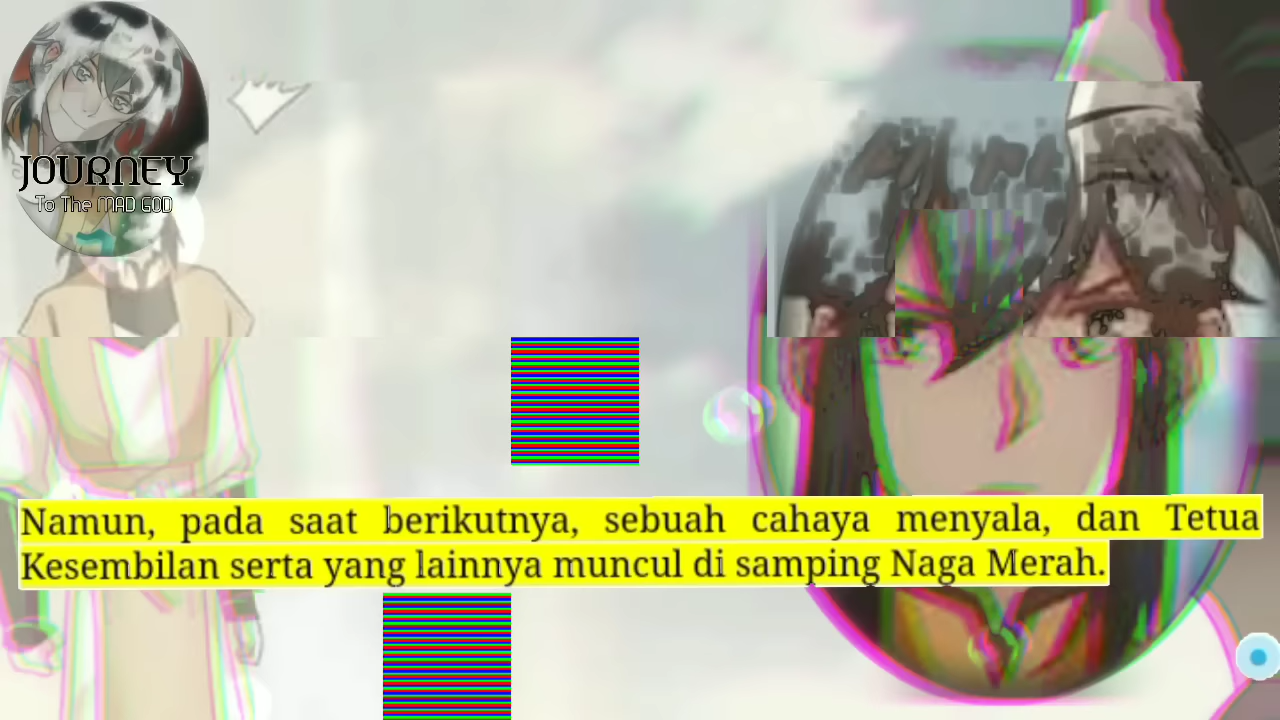 JOURNEY
To The MAD GOD
Namun, pada saat berikutnya, sebuah cahaya menyala, dan Tetua
Kesembilan serta yang lainnya muncul di samping Naga Merah.